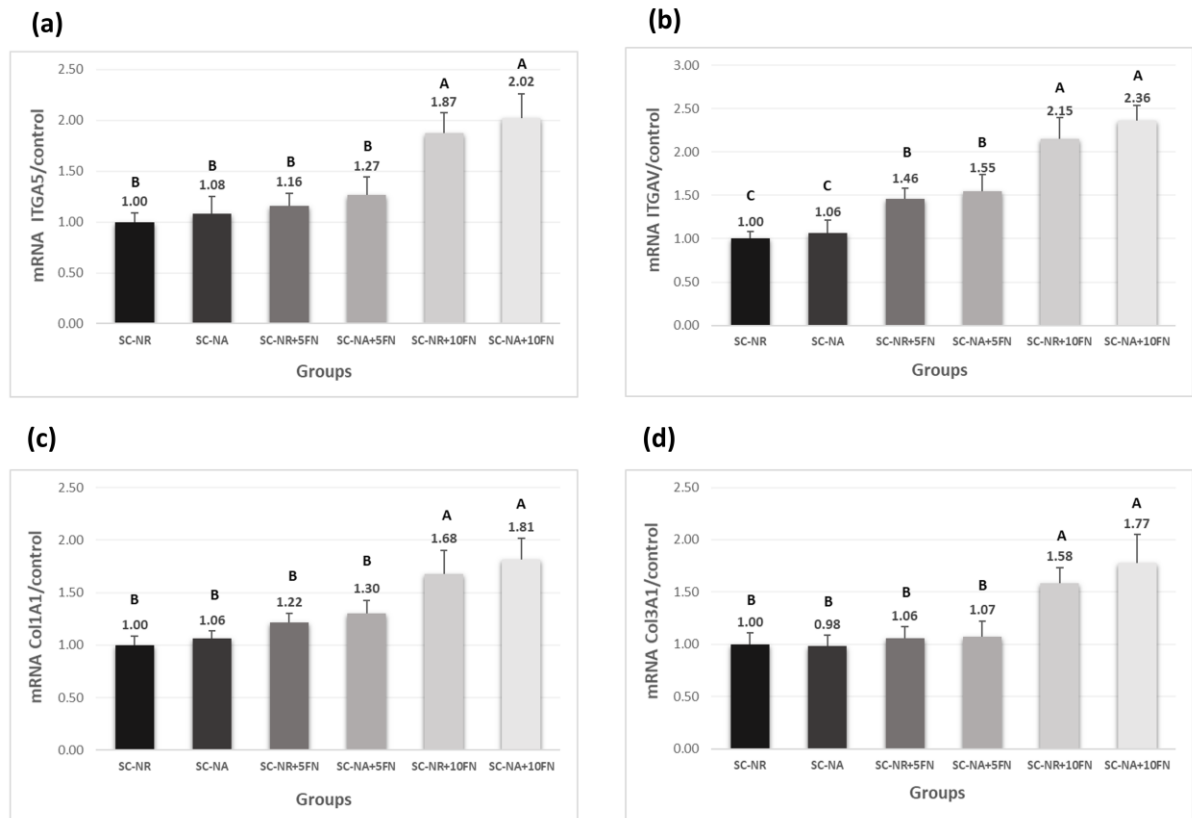 (a)
mRNA ITGA5/control
2.50
2.00
1.50
1.00
0.50
0.00
B
1.00
B
1.08
B
1.16
B
1.27
A
1.87
A
2.02
SC-NR SC-NA SC-NR+5FN SC-NA+5FN SC-NR+10FN SC-NA+10FN
Groups
(b)
mRNA ITGAV/control
3.00
2.50
2.00
1.50
1.00
0.50
0.00
C
1.00
C
1.06
B
1.46
B
1.55
A
2.15
A
2.36
SC-NR SC-NA SC-NR+5FN SC-NA+5FN SC-NR+10FN SC-NA+10FN
Groups
(c)
mRNA Col1A1/control
2.50
2.00
1.50
1.00
0.50
0.00
B
1.00
B
1.06
B
1.22
B
1.30
A
1.68
A
1.81
SC-NR SC-NA SC-NR+5FN SC-NA+5FN SC-NR+10FN SC-NA+10FN
Groups
(d)
mRNA Col3A1/control
2.50
2.00
1.50
1.00
0.50
0.00
B
1.00
B
0.98
B
1.06
B
1.07
A
1.58
A
1.77
SC-NR SC-NA SC-NR+5FN SC-NA+5FN SC-NR+10FN SC-NA+10FN
Groups